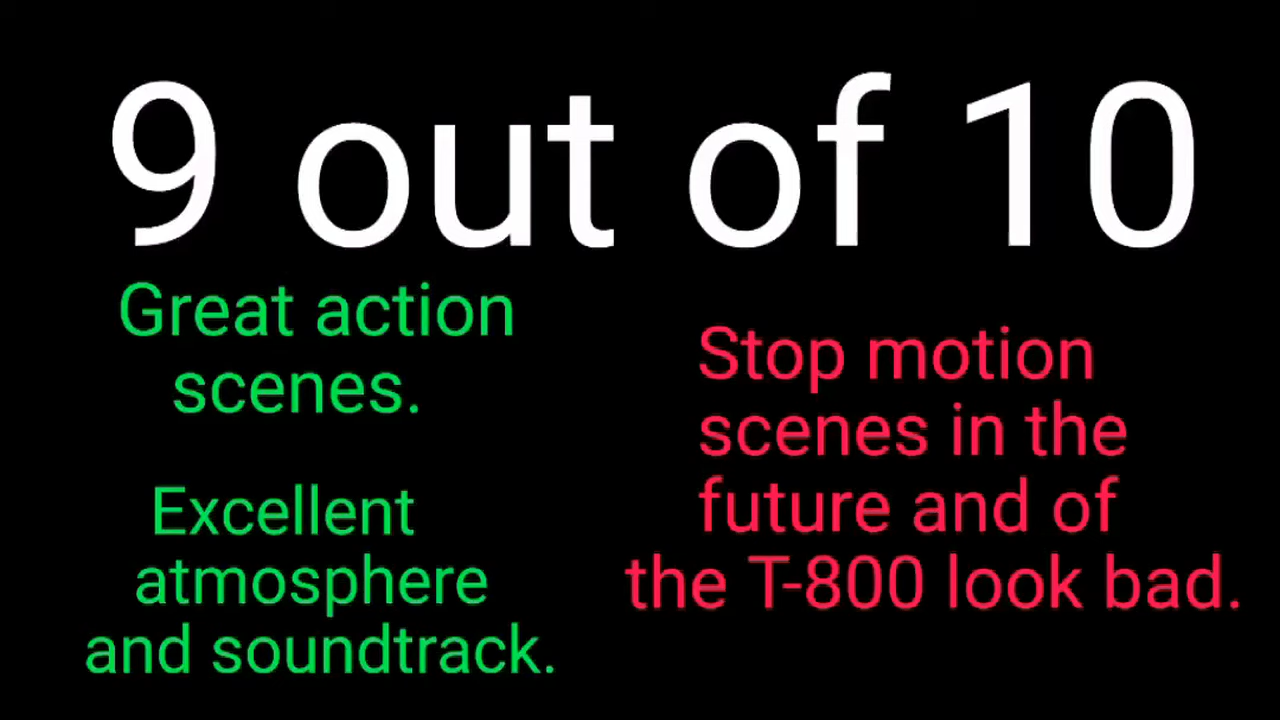 9 out of 10
Great action
scenes.
Excellent
atmosphere
and soundtrack.
Stop motion
scenes in the
future and of
the T-800 look bad.